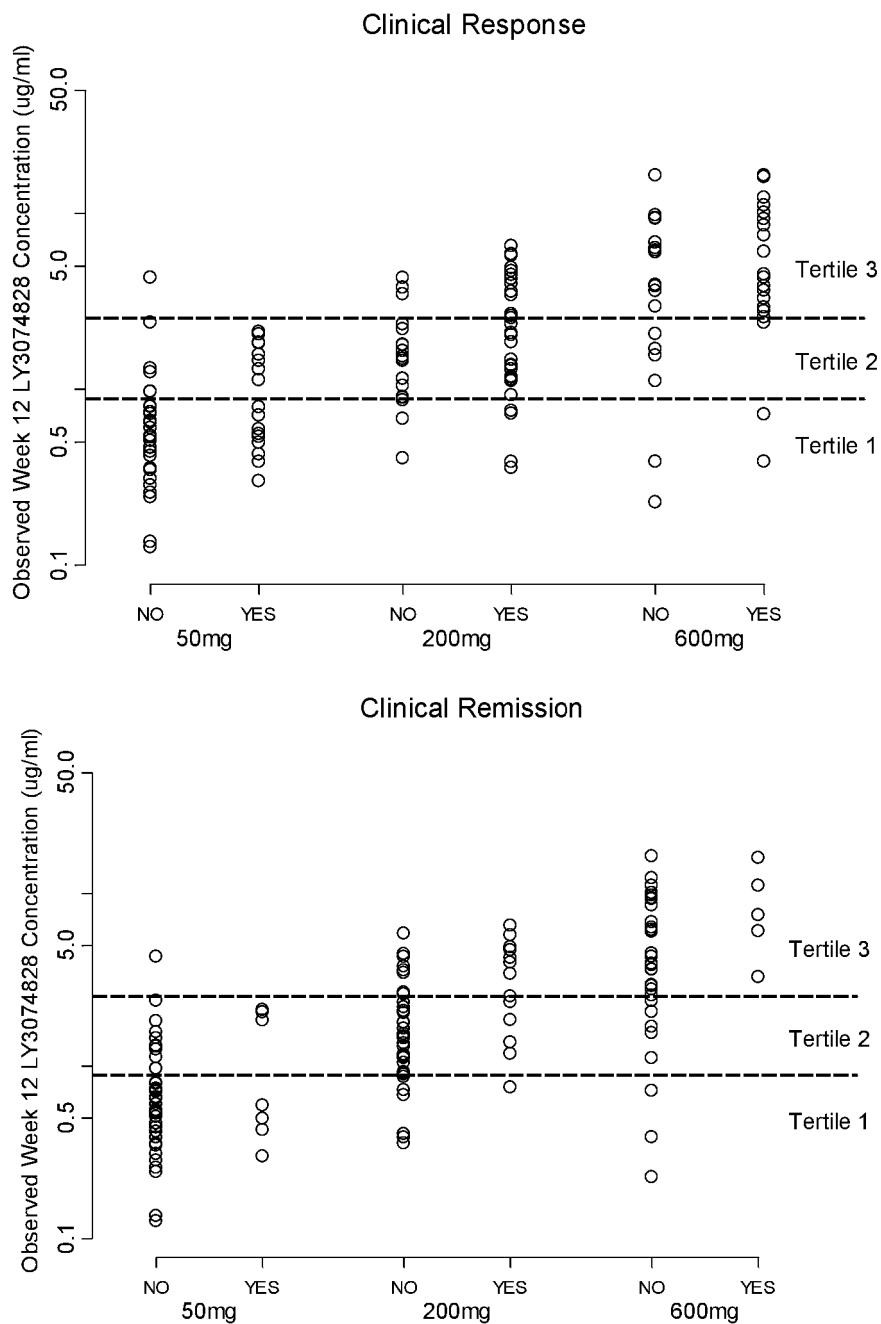 Clinical Response
Observed Week 12 LY3074828 Concentration (ug/ml)
50.0
5.0
0.5
0.1
Tertile 3
Tertile 2
Tertile 1
NO YES NO YES NO YES
50mg 200mg 600mg
Clinical Remission
Observed Week 12 LY3074828 Concentration (ug/ml)
50.0
5.0
0.5
0.1
Tertile 3
Tertile 2
Tertile 1
NO YES NO YES NO YES
50mg 200mg 600mg